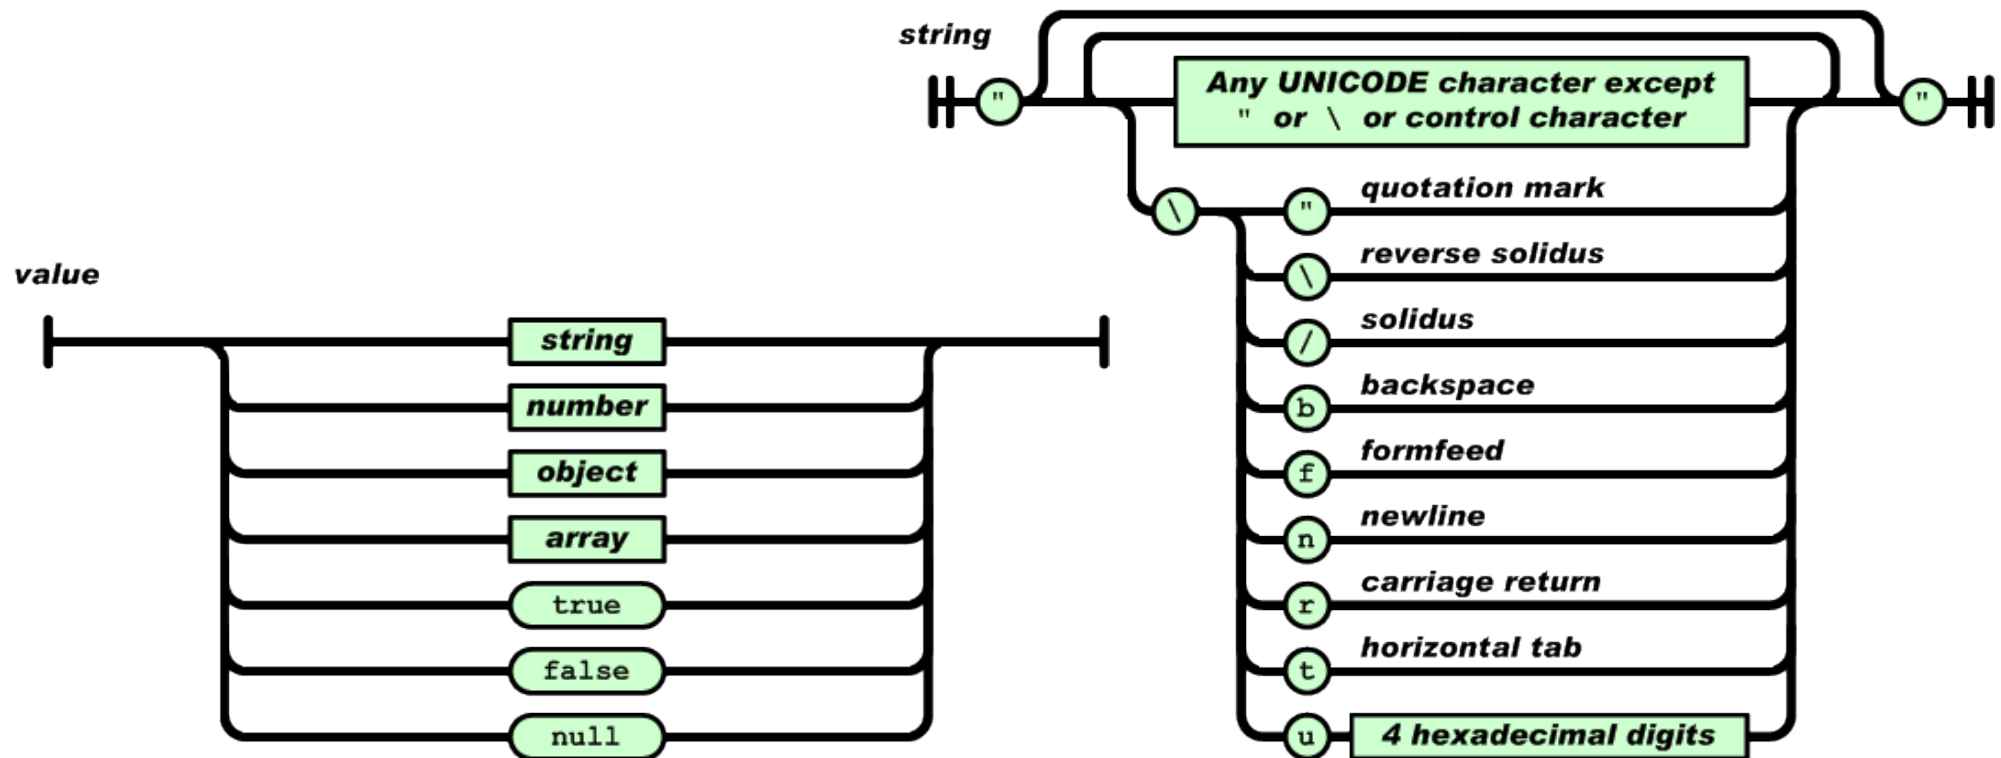 value
string
number
object
array
true
false
null
string
"
Any UNICODE character except
" or \ or control character
"
\
" quotation mark
\ reverse solidus
/ solidus
b backspace
f formfeed
n newline
r carriage return
t horizontal tab
u 4 hexadecimal digits